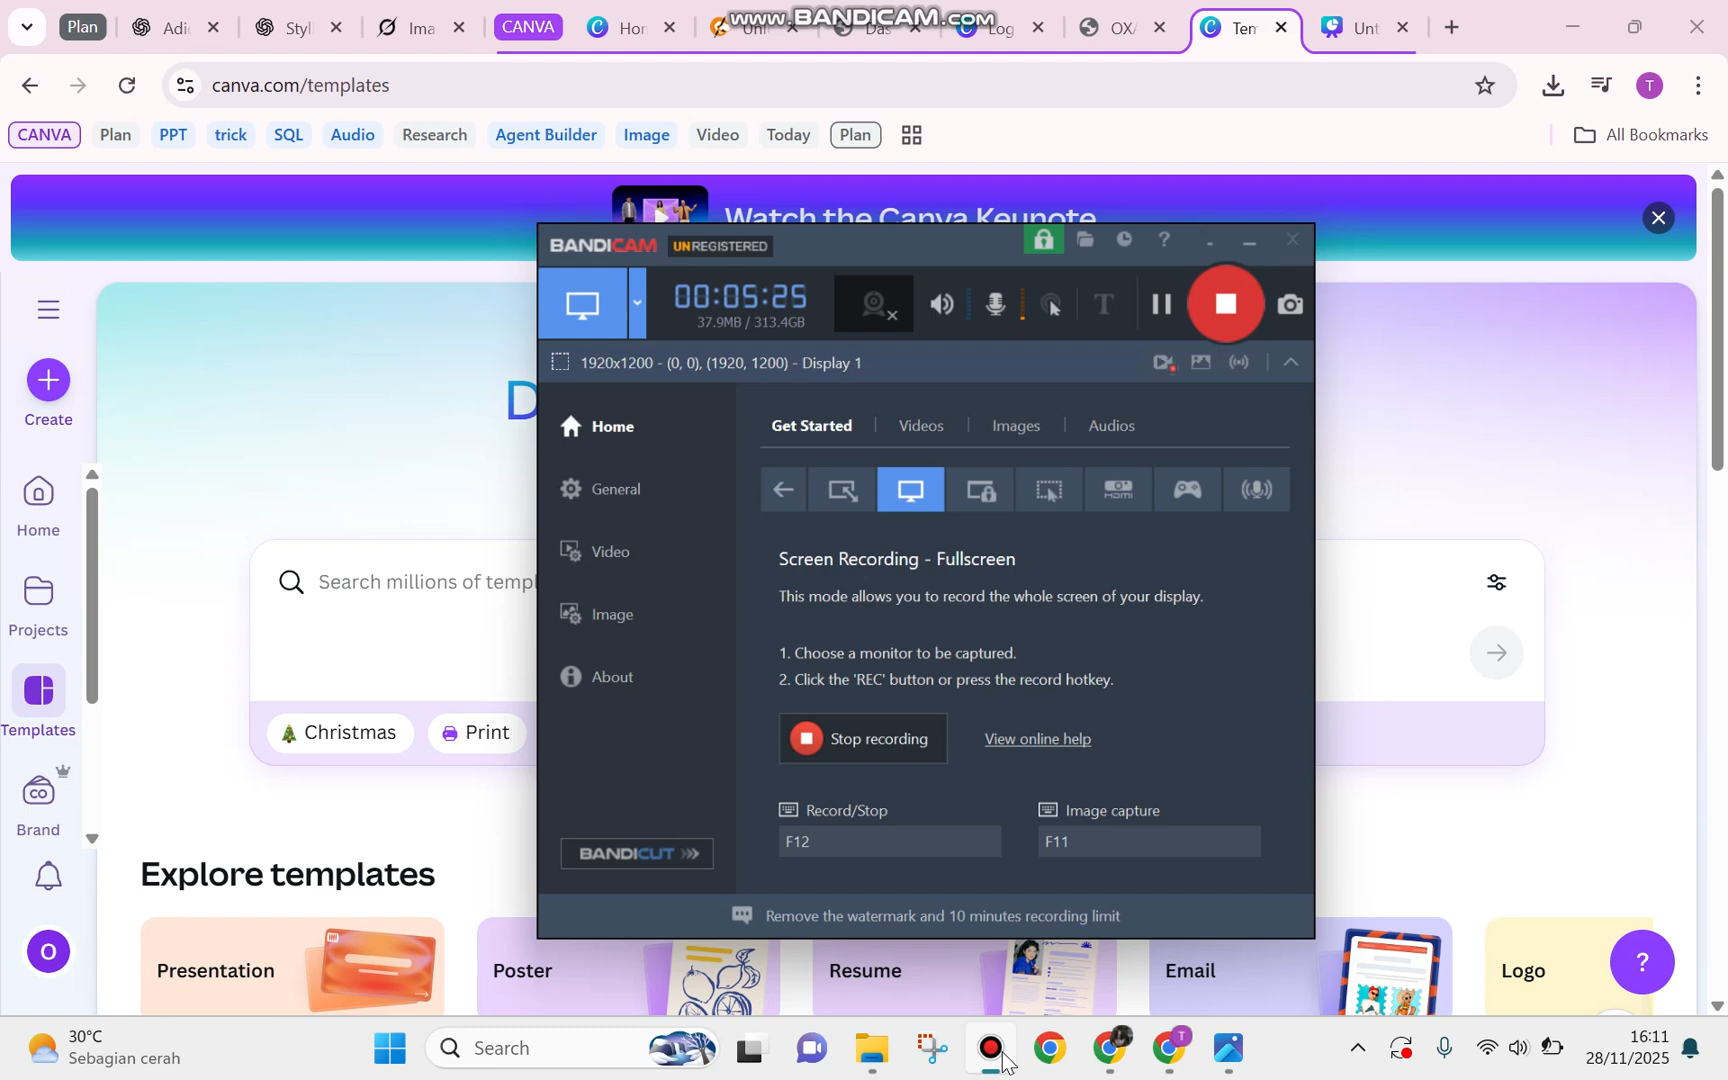 Plan
Adi
Styl
Ima
CANVA
Hor
Unti
Das
Log
OXA
Tem
Unt
www.BANDICAM.com
canva.com/templates
T
CANVA
Plan
PPT
trick
SQL
Audio
Research
Agent Builder
Image
Video
Today
Plan
All Bookmarks
Watch the Canva Keynote
BANDICAM UNREGISTERED
00:05:25
37.9MB / 313.4GB
1920x1200 - (0, 0), (1920, 1200) - Display 1
Home
General
Video
Image
About
BANDICUT
Get Started
Videos
Images
Audios
HDMI
Screen Recording - Fullscreen
This mode allows you to record the whole screen of your display.
1. Choose a monitor to be captured.
2. Click the 'REC' button or press the record hotkey.
Stop recording
View online help
Record/Stop
F12
Image capture
F11
Remove the watermark and 10 minutes recording limit
Create
Home
Projects
Templates
Brand
O
D
Search millions of templ
Christmas
Print
Explore templates
Presentation
Poster
Resume
Email
Logo
?
30°C
Sebagian cerah
Search
T
16:11
28/11/2025